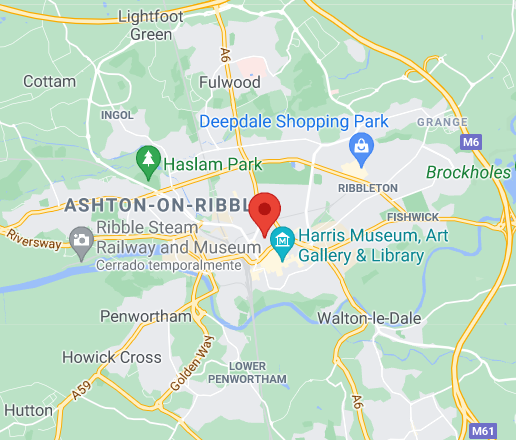 Lightfoot
Green
A6
Cottam
Fulwood
INGOL
Deepdale Shopping Park
GRANGE
M6
Haslam Park
Brockholes
RIBBLETON
ASHTON-ON-RIBBL
FISHWICK
Riversway
Ribble Steam
Railway and Museum
Cerrado temporalmente
Harris Museum, Art
Gallery & Library
Penwortham
Walton-le-Dale
Howick Cross
Golden Way
LOWER
PENWORTHAM
A59
A6
Hutton
M61